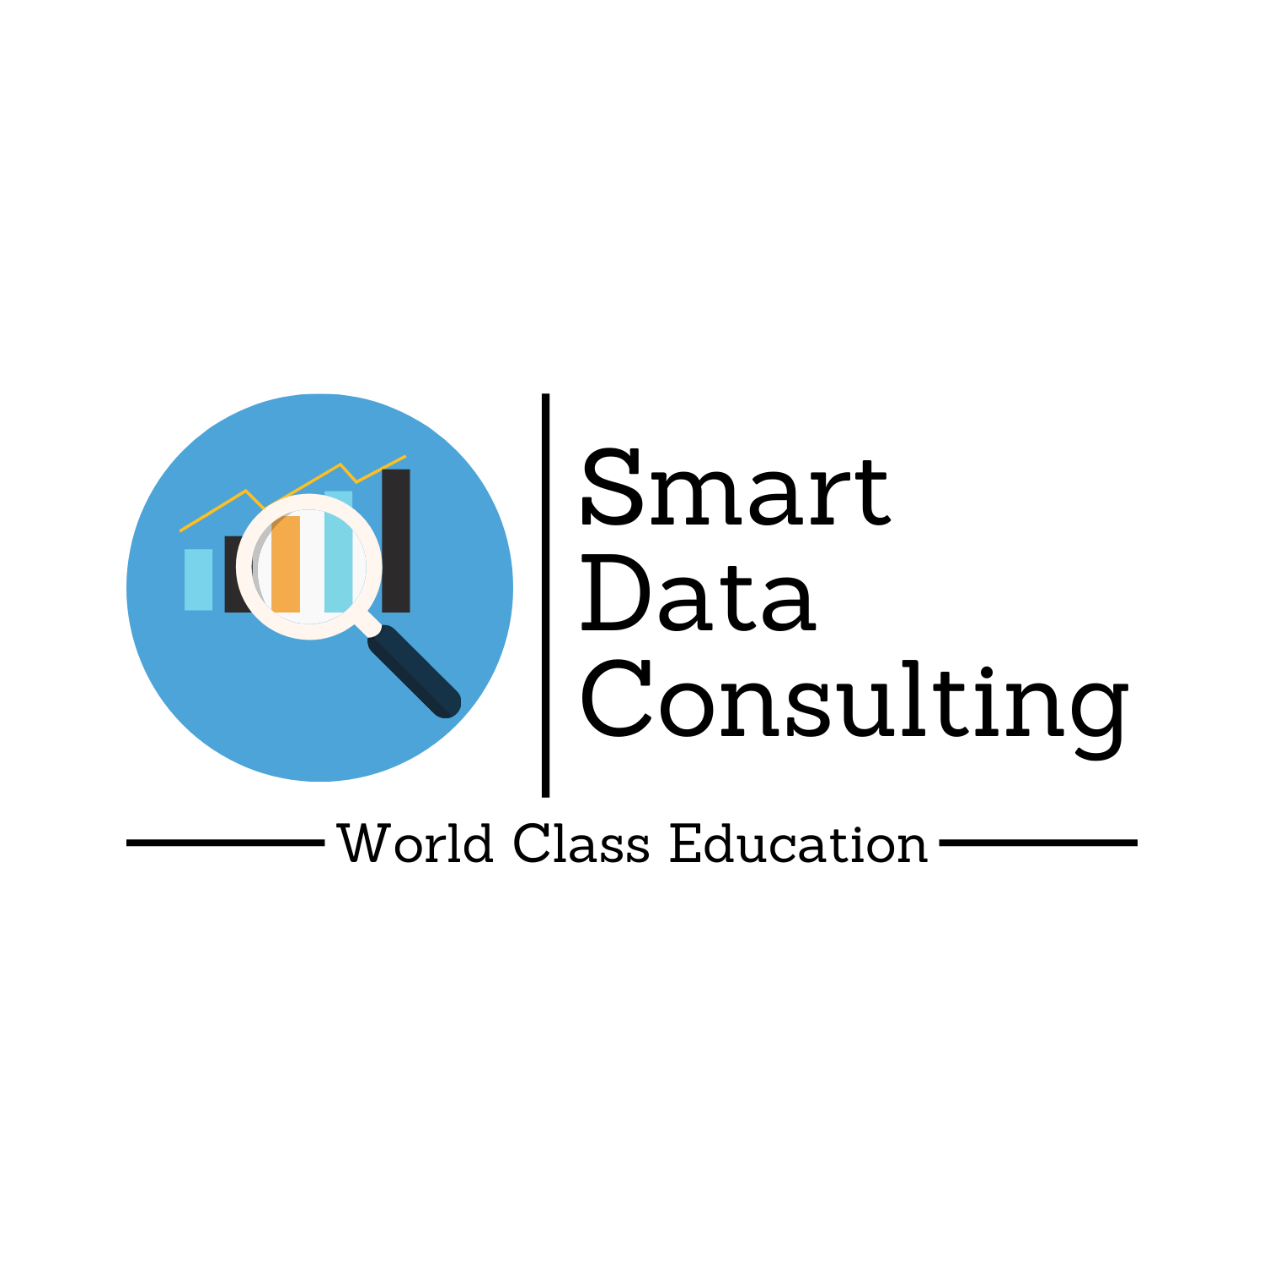 Smart
Data
Consulting
World Class Education